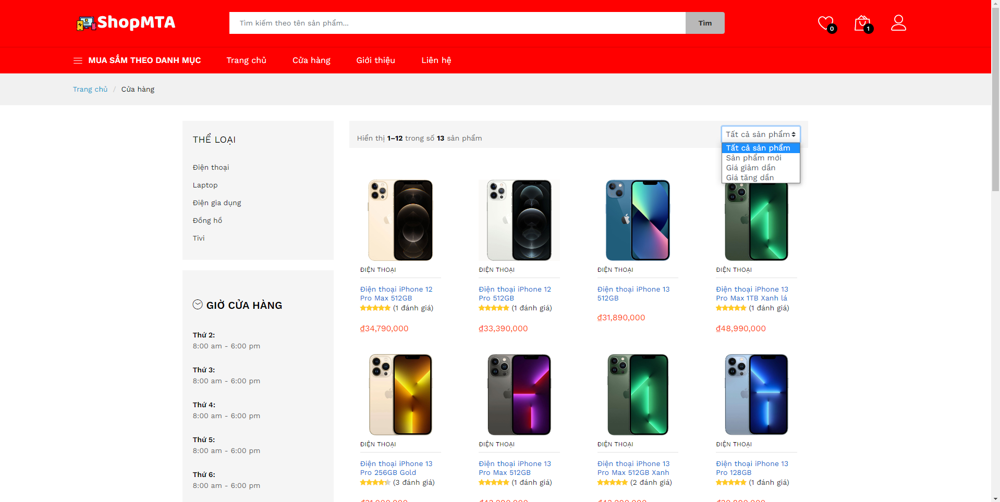 ShopMTA
Tìm kiếm theo tên sản phẩm...
Tìm
0
1
MUA SẮM THEO DANH MỤC
Trang chủ
Cửa hàng
Giới thiệu
Liên hệ
Trang chủ / Cửa hàng
THỂ LOẠI
Điện thoại
Laptop
Điện gia dụng
Đồng hồ
Tivi
GIỜ CỬA HÀNG
Thứ 2:
8:00 am - 6:00 pm
Thứ 3:
8:00 am - 6:00 pm
Thứ 4:
8:00 am - 6:00 pm
Thứ 5:
8:00 am - 6:00 pm
Thứ 6:
8:00 am - 6:00 pm
Hiển thị 1–12 trong số 13 sản phẩm
Tất cả sản phẩm
Tất cả sản phẩm
Sản phẩm mới
Giá giảm dần
Giá tăng dần
ĐIỆN THOẠI
Điện thoại iPhone 12
Pro Max 512GB
(1 đánh giá)
₫34,790,000
ĐIỆN THOẠI
Điện thoại iPhone 12
Pro 512GB
(1 đánh giá)
₫33,390,000
ĐIỆN THOẠI
Điện thoại iPhone 13
512GB
₫31,890,000
ĐIỆN THOẠI
Điện thoại iPhone 13
Pro Max 1TB Xanh lá
(1 đánh giá)
₫48,990,000
ĐIỆN THOẠI
Điện thoại iPhone 13
Pro 256GB Gold
(3 đánh giá)
ĐIỆN THOẠI
Điện thoại iPhone 13
Pro Max 512GB
(1 đánh giá)
ĐIỆN THOẠI
Điện thoại iPhone 13
Pro Max 512GB Xanh
(2 đánh giá)
ĐIỆN THOẠI
Điện thoại iPhone 13
Pro 128GB
(1 đánh giá)